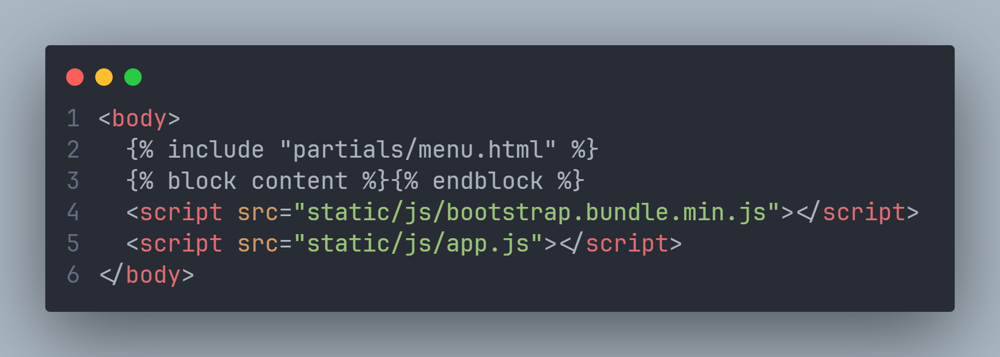 1 <body>
2   {% include "partials/menu.html" %}
3   {% block content %}{% endblock %}
4   <script src="static/js/bootstrap.bundle.min.js"></script>
5   <script src="static/js/app.js"></script>
6 </body>